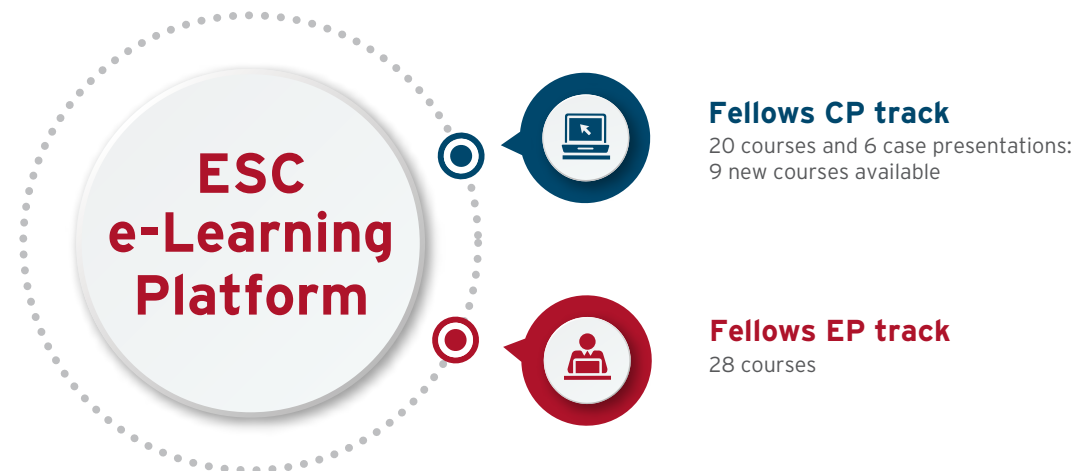 ESC
e-Learning
Platform
Fellows CP track
20 courses and 6 case presentations:
9 new courses available
Fellows EP track
28 courses